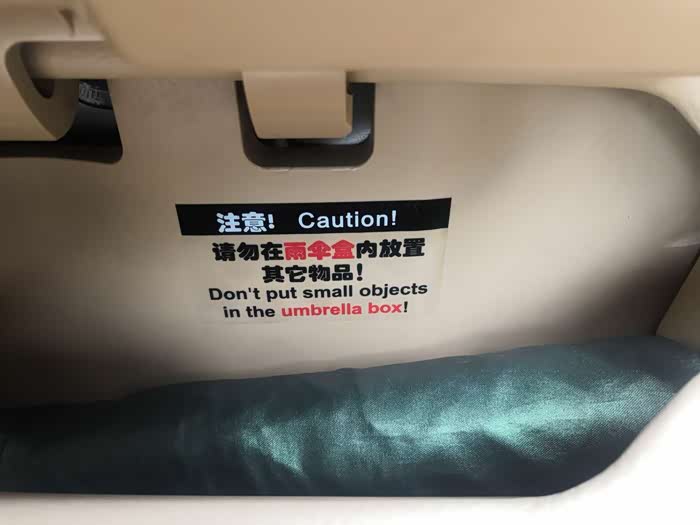 注意! Caution!
请勿在雨伞盒内放置
其它物品!
Don't put small objects
in the umbrella box!